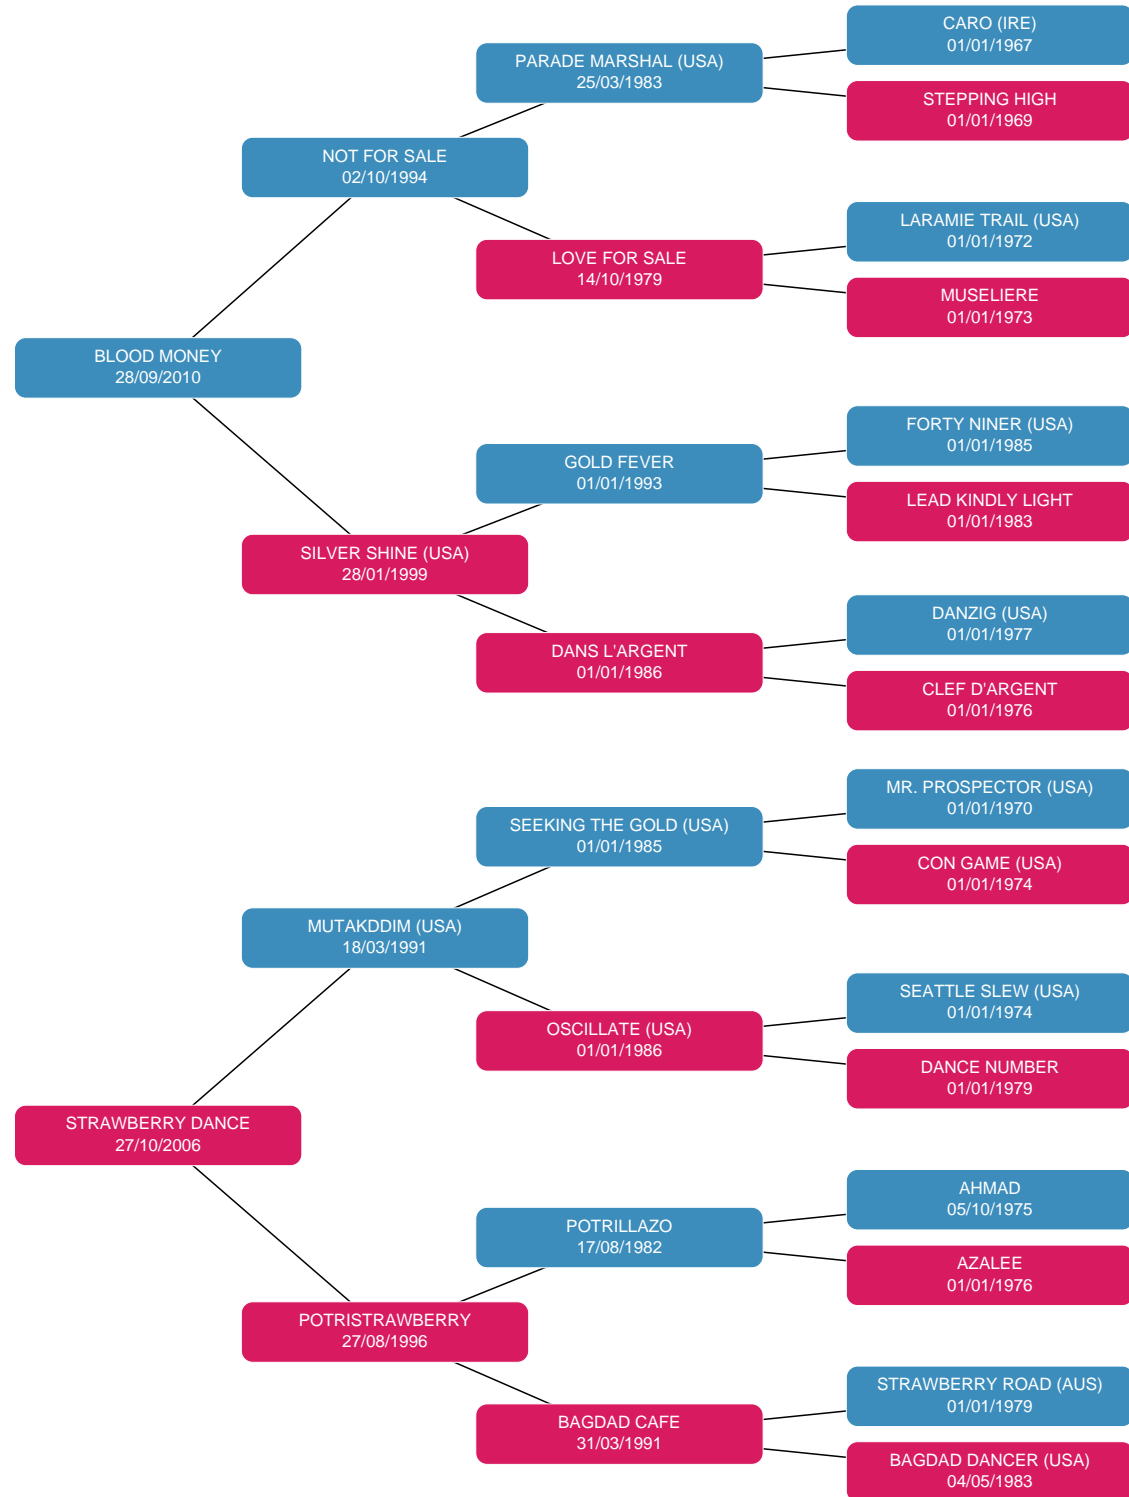 CARO (IRE)
01/01/1967
PARADE MARSHAL (USA)
25/03/1983
STEPPING HIGH
01/01/1969
NOT FOR SALE
02/10/1994
LARAMIE TRAIL (USA)
01/01/1972
LOVE FOR SALE
14/10/1979
MUSELIERE
01/01/1973
BLOOD MONEY
28/09/2010
FORTY NINER (USA)
01/01/1985
GOLD FEVER
01/01/1993
LEAD KINDLY LIGHT
01/01/1983
SILVER SHINE (USA)
28/01/1999
DANZIG (USA)
01/01/1977
DANS L'ARGENT
01/01/1986
CLEF D'ARGENT
01/01/1976
MR. PROSPECTOR (USA)
01/01/1970
SEEKING THE GOLD (USA)
01/01/1985
CON GAME (USA)
01/01/1974
MUTAKDDIM (USA)
18/03/1991
SEATTLE SLEW (USA)
01/01/1974
OSCILLATE (USA)
01/01/1986
DANCE NUMBER
01/01/1979
STRAWBERRY DANCE
27/10/2006
AHMAD
05/10/1975
POTRILLAZO
17/08/1982
AZALEE
01/01/1976
POTRISTRAWBERRY
27/08/1996
STRAWBERRY ROAD (AUS)
01/01/1979
BAGDAD CAFE
31/03/1991
BAGDAD DANCER (USA)
04/05/1983